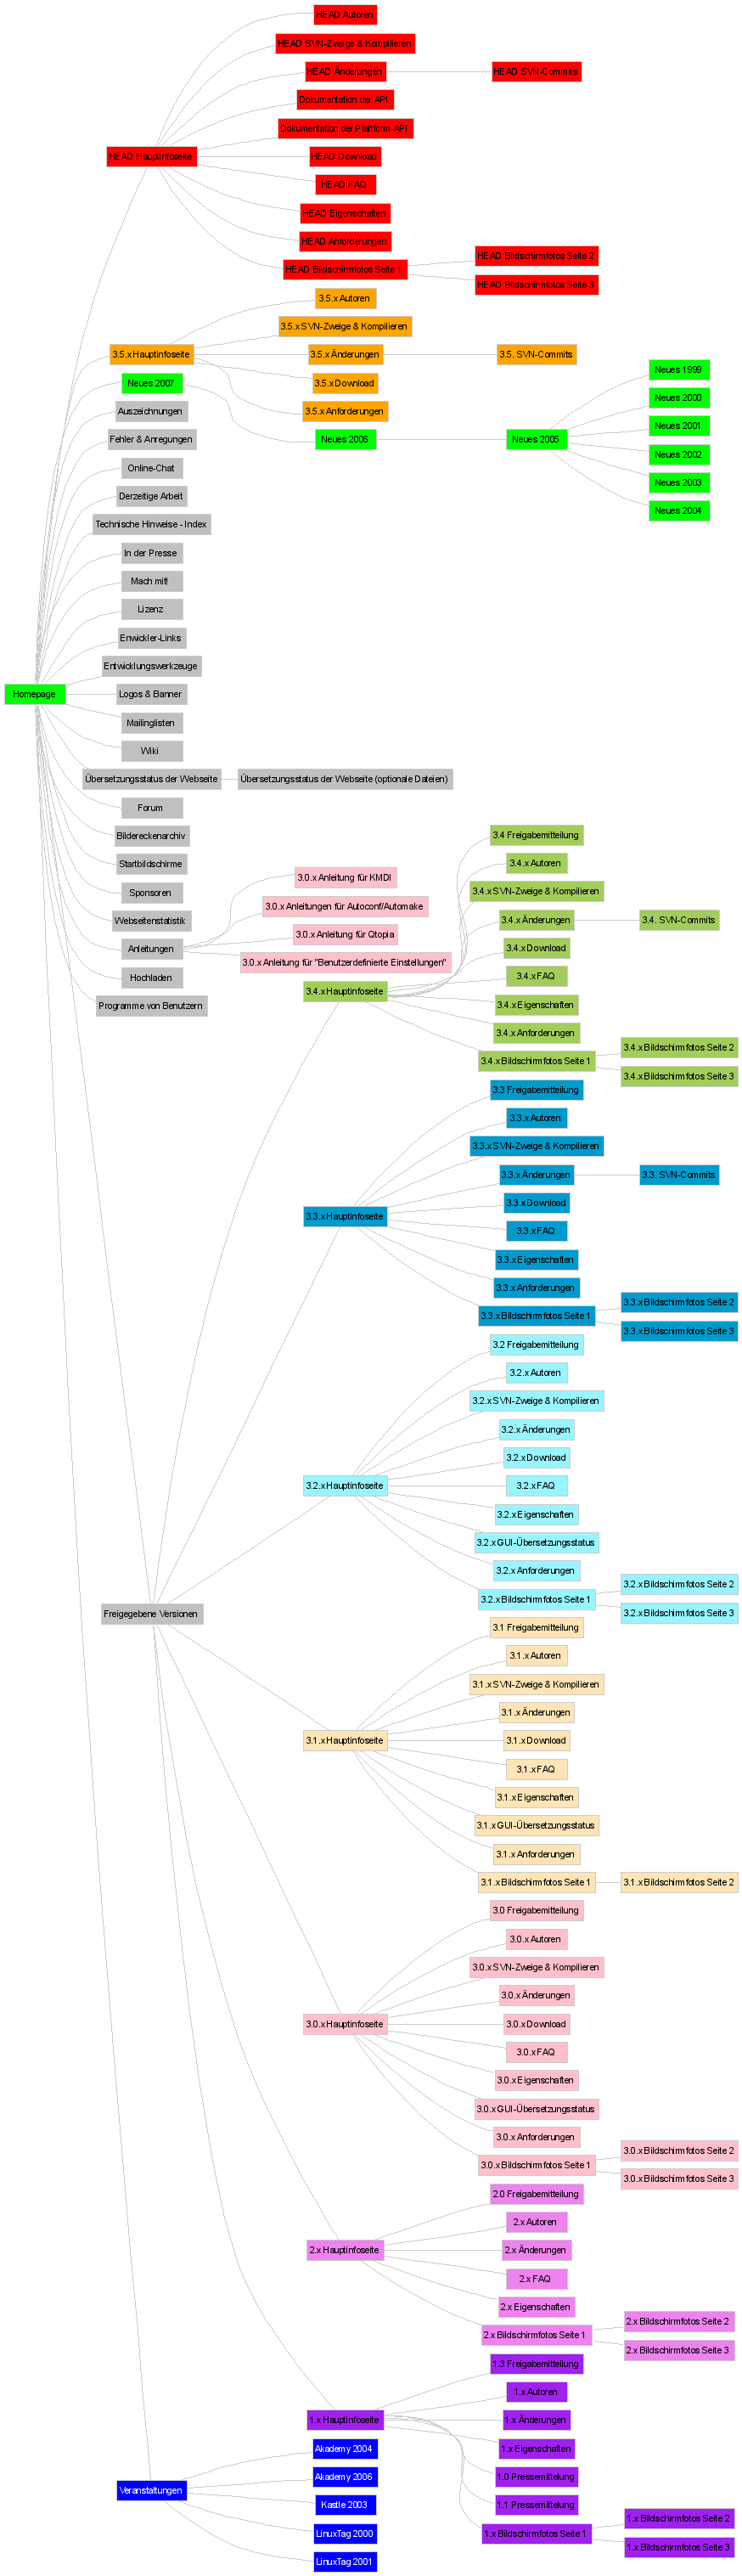 HEAD Autoren
HEAD SVN-Zweige & Kompilieren
HEAD Änderungen
HEAD SVN-Commits
Dokumentation der API
Dokumentation der Plattform-API
HEAD Hauptinfoseite
HEAD Download
HEAD FAQ
HEAD Eigenschaften
HEAD Anforderungen
HEAD Bildschirmfotos Seite 1
HEAD Bildschirmfotos Seite 2
HEAD Bildschirmfotos Seite 3
3.5.x Autoren
3.5.x SVN-Zweige & Kompilieren
3.5.x Hauptinfoseite
3.5.x Änderungen
3.5. SVN-Commits
3.5.x Download
3.5.x Anforderungen
Neues 2007
Neues 2006
Neues 2005
Neues 1999
Neues 2000
Neues 2001
Neues 2002
Neues 2003
Neues 2004
Auszeichnungen
Fehler & Anregungen
Online-Chat
Derzeitige Arbeit
Technische Hinweise - Index
In der Presse
Mach mit!
Lizenz
Enwickler-Links
Entwicklungswerkzeuge
Homepage
Logos & Banner
Mailinglisten
Wiki
Übersetzungsstatus der Webseite
Übersetzungsstatus der Webseite (optionale Dateien)
Forum
Bildereckenarchiv
Startbildschirme
Sponsoren
Webseitenstatistik
Anleitungen
Hochladen
Programme von Benutzern
3.0.x Anleitung für KMDI
3.0.x Anleitungen für Autoconf/Automake
3.0.x Anleitung für Qtopia
3.0.x Anleitung für "Benutzerdefinierte Einstellungen"
3.4 Freigabemitteilung
3.4.x Autoren
3.4.x SVN-Zweige & Kompilieren
3.4.x Änderungen
3.4. SVN-Commits
3.4.x Download
3.4.x FAQ
3.4.x Hauptinfoseite
3.4.x Eigenschaften
3.4.x Anforderungen
3.4.x Bildschirmfotos Seite 1
3.4.x Bildschirmfotos Seite 2
3.4.x Bildschirmfotos Seite 3
3.3 Freigabemitteilung
3.3.x Autoren
3.3.x SVN-Zweige & Kompilieren
3.3.x Änderungen
3.3. SVN-Commits
3.3.x Download
3.3.x Hauptinfoseite
3.3.x FAQ
3.3.x Eigenschaften
3.3.x Anforderungen
3.3.x Bildschirmfotos Seite 1
3.3.x Bildschirmfotos Seite 2
3.3.x Bildschirmfotos Seite 3
3.2 Freigabemitteilung
3.2.x Autoren
3.2.x SVN-Zweige & Kompilieren
3.2.x Änderungen
3.2.x Download
3.2.x Hauptinfoseite
3.2.x FAQ
3.2.x Eigenschaften
3.2.x GUI-Übersetzungsstatus
3.2.x Anforderungen
3.2.x Bildschirmfotos Seite 1
3.2.x Bildschirmfotos Seite 2
3.2.x Bildschirmfotos Seite 3
Freigegebene Versionen
3.1 Freigabemitteilung
3.1.x Autoren
3.1.x SVN-Zweige & Kompilieren
3.1.x Änderungen
3.1.x Hauptinfoseite
3.1.x Download
3.1.x FAQ
3.1.x Eigenschaften
3.1.x GUI-Übersetzungsstatus
3.1.x Anforderungen
3.1.x Bildschirmfotos Seite 1
3.1.x Bildschirmfotos Seite 2
3.0 Freigabemitteilung
3.0.x Autoren
3.0.x SVN-Zweige & Kompilieren
3.0.x Änderungen
3.0.x Hauptinfoseite
3.0.x Download
3.0.x FAQ
3.0.x Eigenschaften
3.0.x GUI-Übersetzungsstatus
3.0.x Anforderungen
3.0.x Bildschirmfotos Seite 1
3.0.x Bildschirmfotos Seite 2
3.0.x Bildschirmfotos Seite 3
2.0 Freigabemitteilung
2.x Autoren
2.x Hauptinfoseite
2.x Änderungen
2.x FAQ
2.x Eigenschaften
2.x Bildschirmfotos Seite 1
2.x Bildschirmfotos Seite 2
2.x Bildschirmfotos Seite 3
1.3 Freigabemitteilung
1.x Autoren
1.x Hauptinfoseite
1.x Änderungen
1.x Eigenschaften
1.0 Pressemitteilung
1.1 Pressemitteilung
1.x Bildschirmfotos Seite 1
1.x Bildschirmfotos Seite 2
1.x Bildschirmfotos Seite 3
Veranstaltungen
Akademy 2004
Akademy 2006
Kastle 2003
LinuxTag 2000
LinuxTag 2001